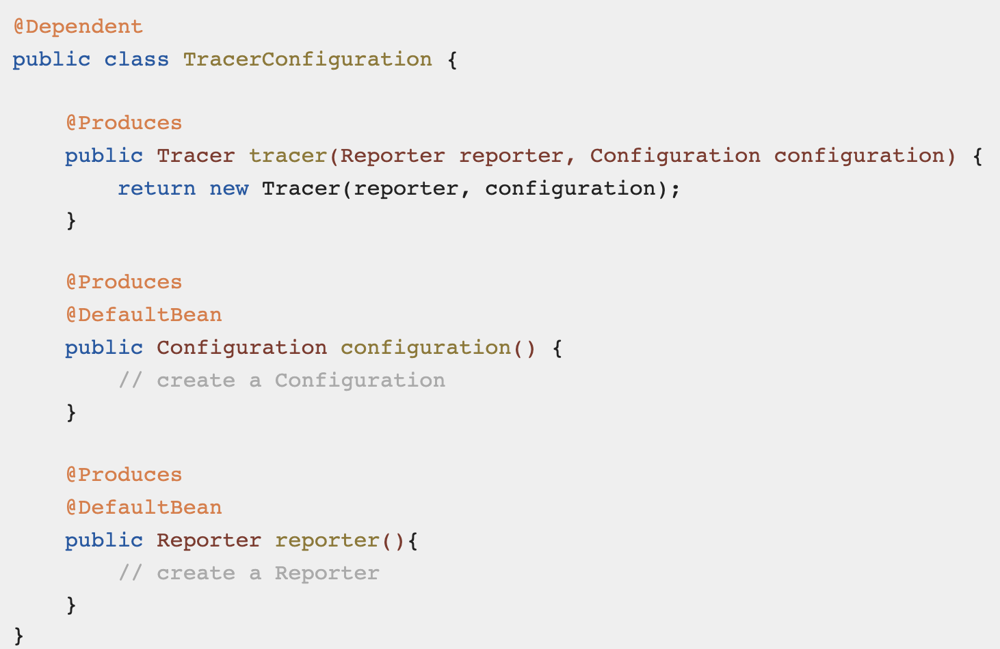 @Dependent
public class TracerConfiguration {
    @Produces
    public Tracer tracer(Reporter reporter, Configuration configuration) {
        return new Tracer(reporter, configuration);
    }
    @Produces
    @DefaultBean
    public Configuration configuration() {
        // create a Configuration
    }
    @Produces
    @DefaultBean
    public Reporter reporter(){
        // create a Reporter
    }
}